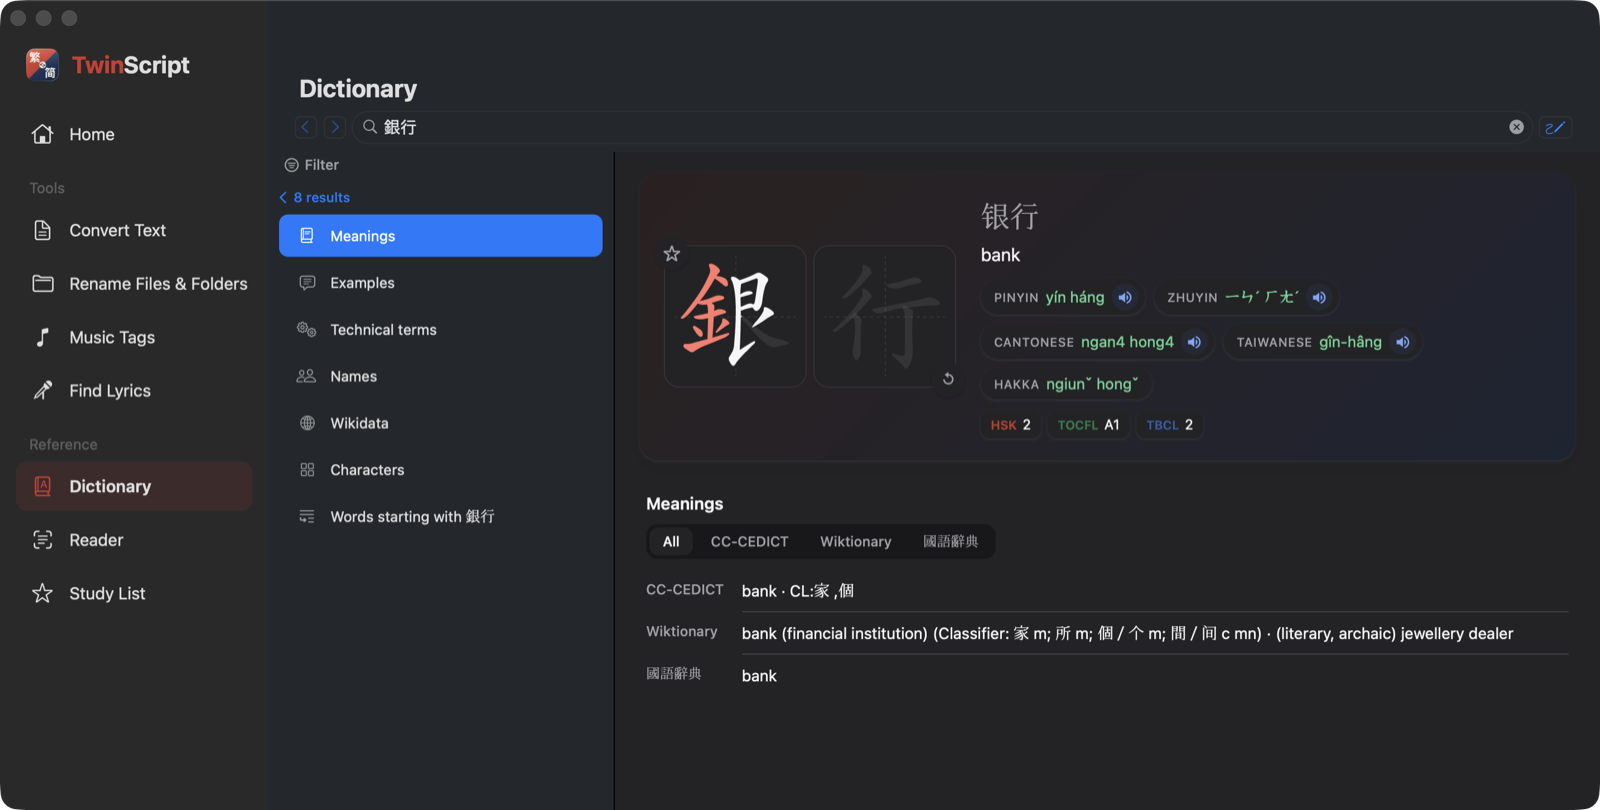 繁
简
TwinScript
Home
Tools
Convert Text
Rename Files & Folders
Music Tags
Find Lyrics
Reference
Dictionary
Reader
Study List
Dictionary
銀行
Filter
8 results
Meanings
Examples
Technical terms
Names
Wikidata
Characters
Words starting with 銀行
銀行
银行
bank
PINYIN yín háng
ZHUYIN ㄧㄣˊ ㄏㄤˊ
CANTONESE ngan4 hong4
TAIWANESE gîn-hâng
HAKKA ngiunˇ hongˇ
HSK 2
TOCFL A1
TBCL 2
Meanings
All CC-CEDICT Wiktionary 國語辭典
CC-CEDICT bank · CL:家 ,個
Wiktionary bank (financial institution) (Classifier: 家 m; 所 m; 個 / 个 m; 間 / 间 c mn) · (literary, archaic) jewellery dealer
國語辭典 bank